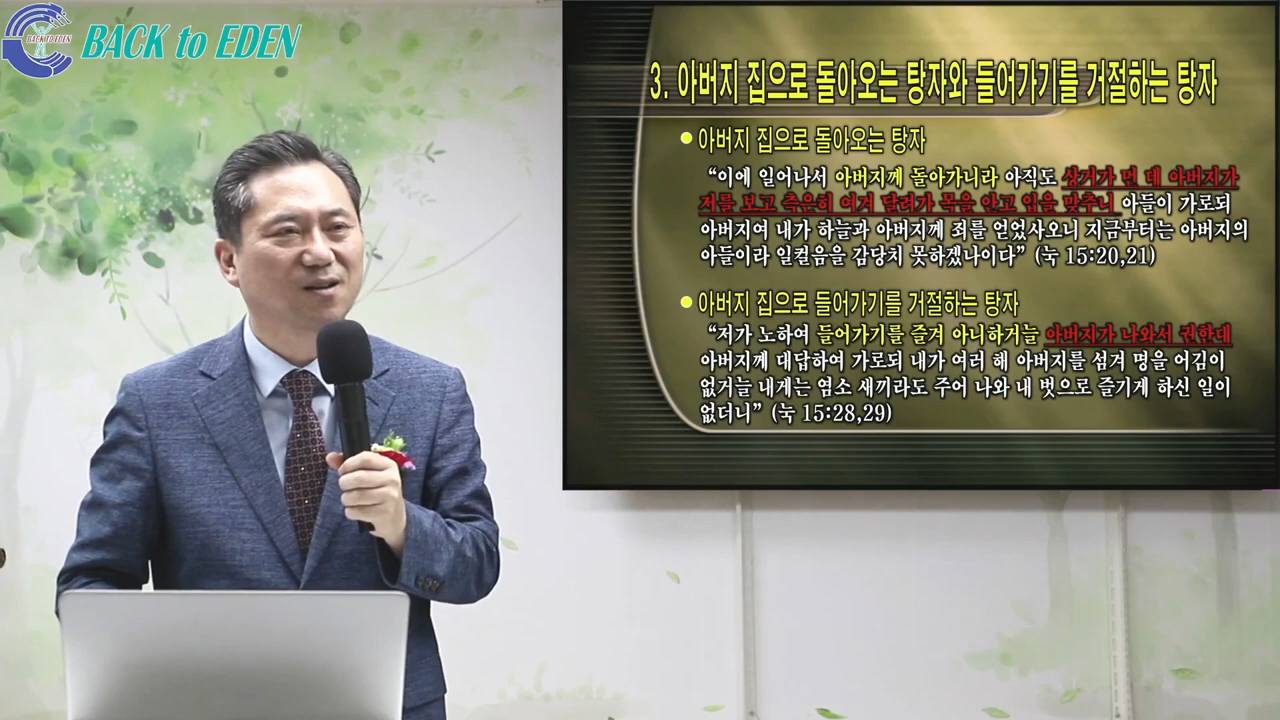 BACK TO EDEN
BACK to EDEN
3. 아버지 집으로 돌아오는 탕자와 들어가기를 거절하는 탕자
● 아버지 집으로 돌아오는 탕자
“이에 일어나서 아버지께 돌아가니라 아직도 상거가 먼 데 아버지가
저를 보고 측은히 여겨 달려가 목을 안고 입을 맞추니 아들이 가로되
아버지여 내가 하늘과 아버지께 죄를 얻었사오니 지금부터는 아버지의
아들이라 일컬음을 감당치 못하겠나이다” (눅 15:20,21)
● 아버지 집으로 들어가기를 거절하는 탕자
“저가 노하여 들어가기를 즐겨 아니하거늘 아버지가 나와서 권한대
아버지께 대답하여 가로되 내가 여러 해 아버지를 섬겨 명을 어김이
없거늘 내게는 염소 새끼라도 주어 나와 내 벗으로 즐기게 하신 일이
없더니” (눅 15:28,29)